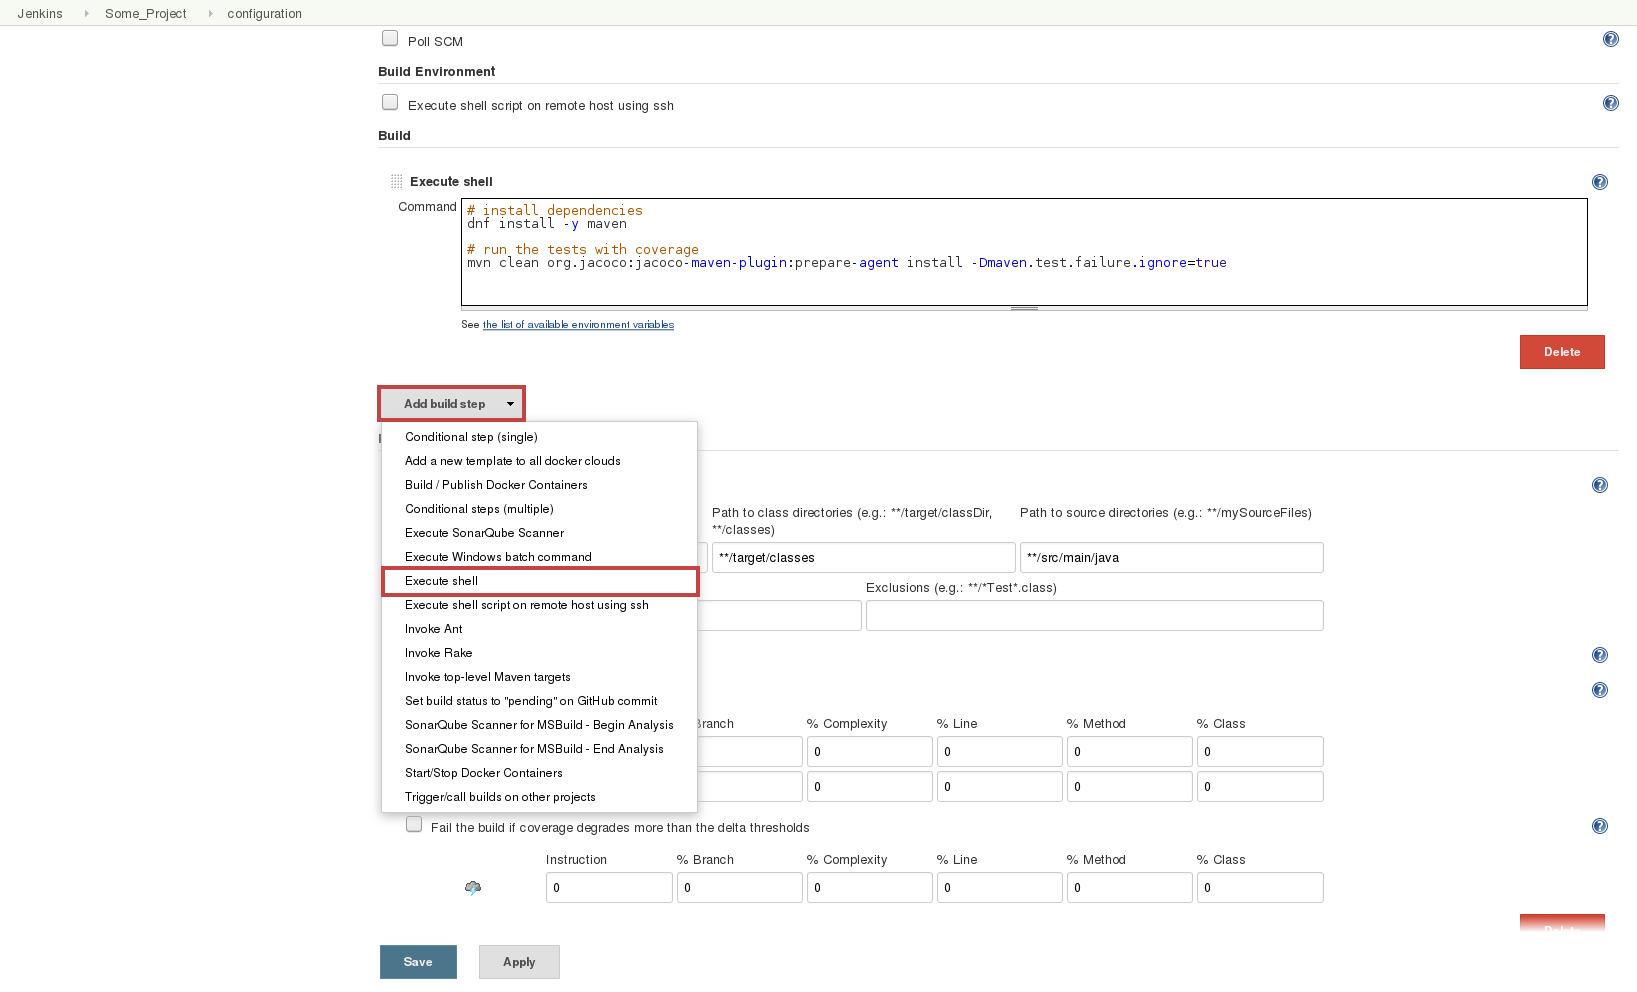 Jenkins Some_Project configuration
Poll SCM
Build Environment
Execute shell script on remote host using ssh
Build
Execute shell
Command
# install dependencies
dnf install -y maven
# run the tests with coverage
mvn clean org.jacoco:jacoco-maven-plugin:prepare-agent install -Dmaven.test.failure.ignore=true
See the list of available environment variables
Delete
Add build step
Conditional step (single)
Add a new template to all docker clouds
Build / Publish Docker Containers
Conditional steps (multiple)
Execute SonarQube Scanner
Execute Windows batch command
Execute shell
Execute shell script on remote host using ssh
Invoke Ant
Invoke Rake
Invoke top-level Maven targets
Set build status to "pending" on GitHub commit
SonarQube Scanner for MSBuild - Begin Analysis
SonarQube Scanner for MSBuild - End Analysis
Start/Stop Docker Containers
Trigger/call builds on other projects
Path to class directories (e.g.: **/target/classDir, **/classes)
Path to source directories (e.g.: **/mySourceFiles)
**/target/classes
**/src/main/java
Exclusions (e.g.: **/*Test*.class)
Branch % Complexity % Line % Method % Class
0 0 0 0
0 0 0 0
Fail the build if coverage degrades more than the delta thresholds
Instruction % Branch % Complexity % Line % Method % Class
0 0 0 0 0 0
Delete
Save Apply